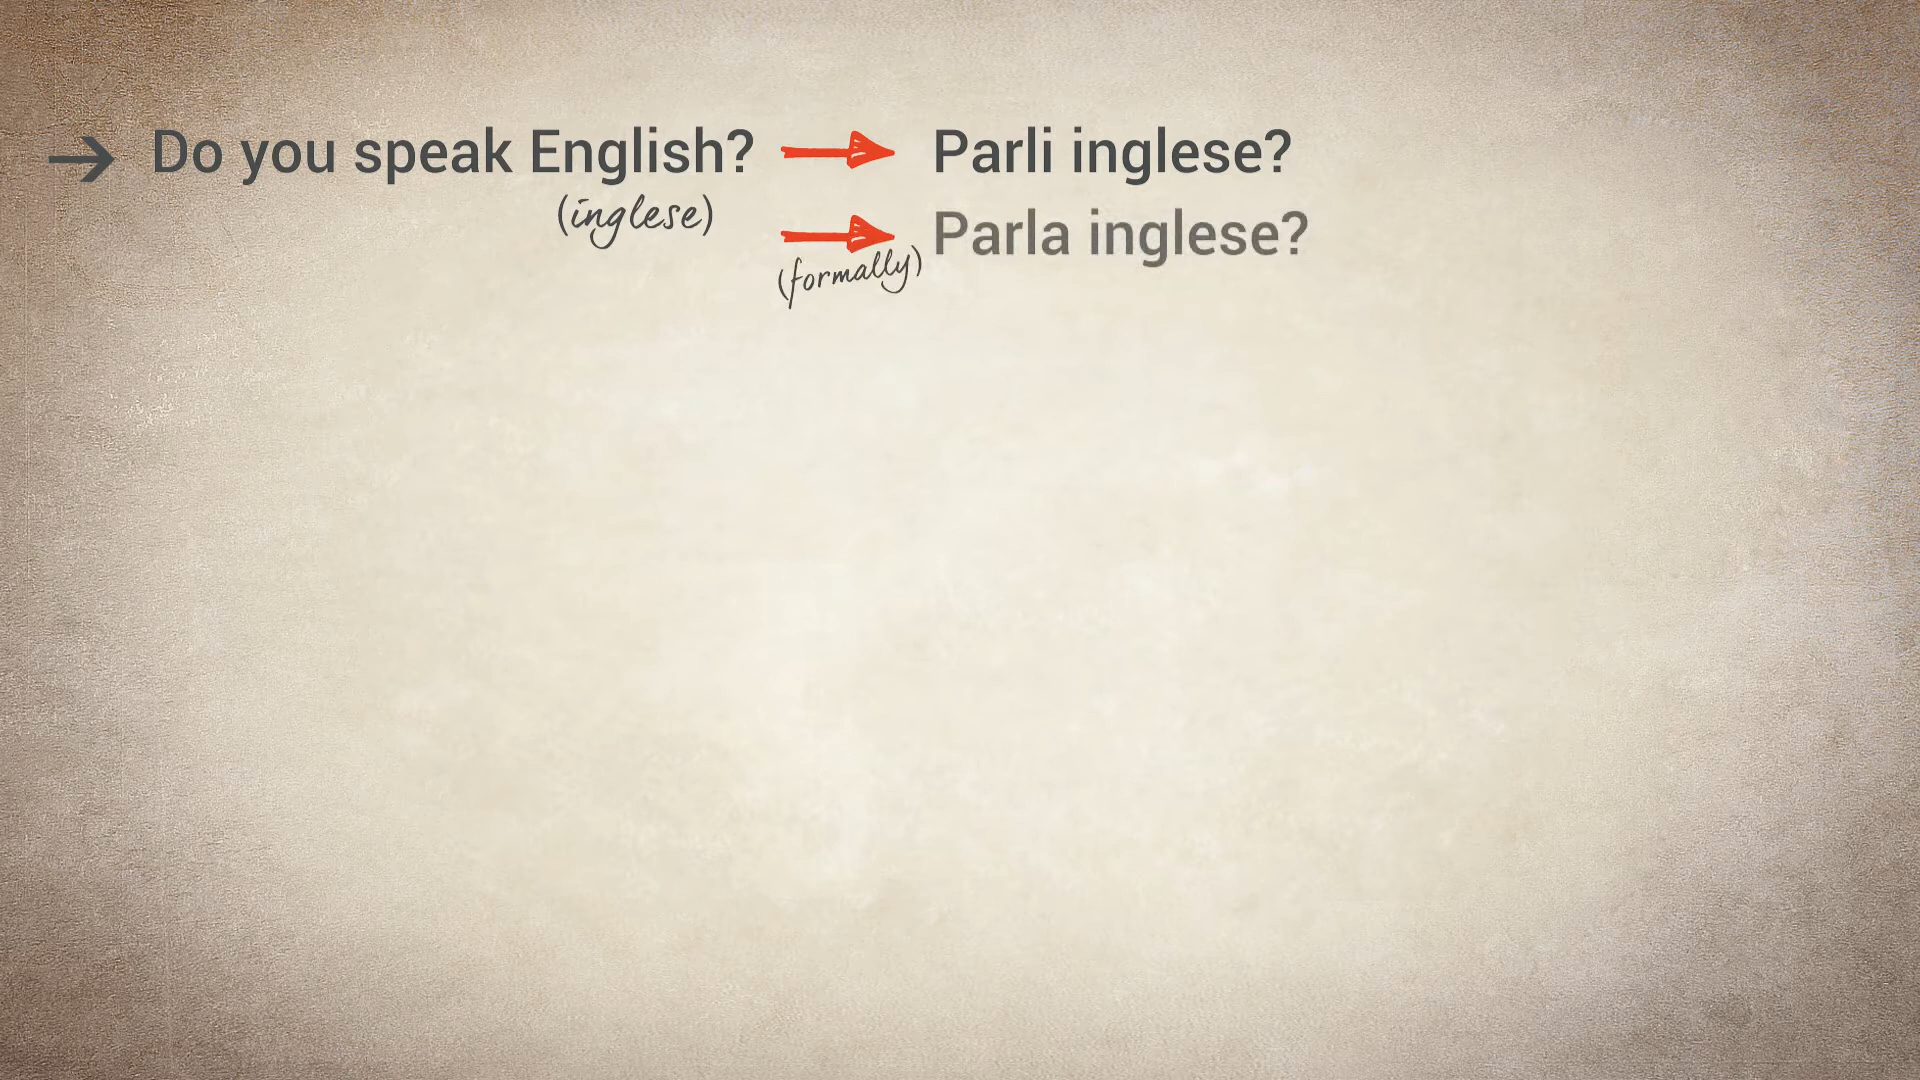 → Do you speak English? → Parli inglese?
(inglese) → Parla inglese?
(formally)